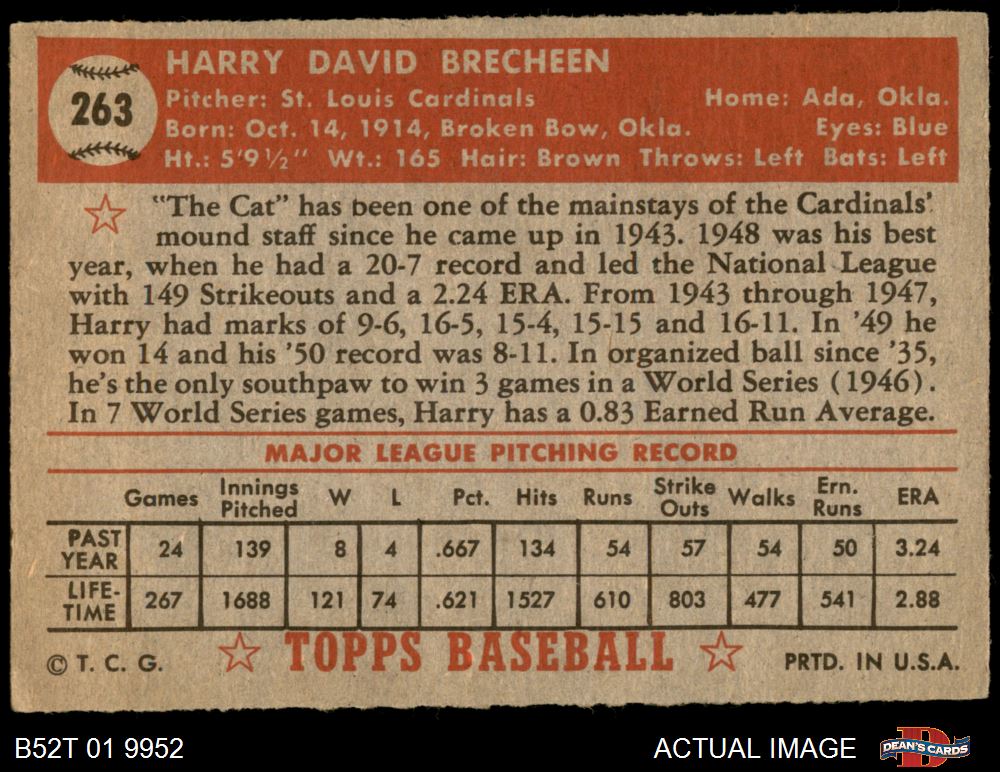 263
HARRY DAVID BRECHEEN
Pitcher: St. Louis Cardinals Home: Ada, Okla.
Born: Oct. 14, 1914, Broken Bow, Okla. Eyes: Blue
Ht.: 5'9½" Wt.: 165 Hair: Brown Throws: Left Bats: Left
"The Cat" has been one of the mainstays of the Cardinals'
mound staff since he came up in 1943. 1948 was his best
year, when he had a 20-7 record and led the National League
with 149 Strikeouts and a 2.24 ERA. From 1943 through 1947,
Harry had marks of 9-6, 16-5, 15-4, 15-15 and 16-11. In '49 he
won 14 and his '50 record was 8-11. In organized ball since '35,
he's the only southpaw to win 3 games in a World Series (1946).
In 7 World Series games, Harry has a 0.83 Earned Run Average.
MAJOR LEAGUE PITCHING RECORD
Games Innings Pitched W L Pct. Hits Runs Strike Outs Walks Ern. Runs ERA
PAST YEAR 24 139 8 4 .667 134 54 57 54 50 3.24
LIFE-TIME 267 1688 121 74 .621 1527 610 803 477 541 2.88
© T. C. G. TOPPS BASEBALL PRTD. IN U.S.A.
B52T 01 9952 ACTUAL IMAGE D DEAN'S CARDS